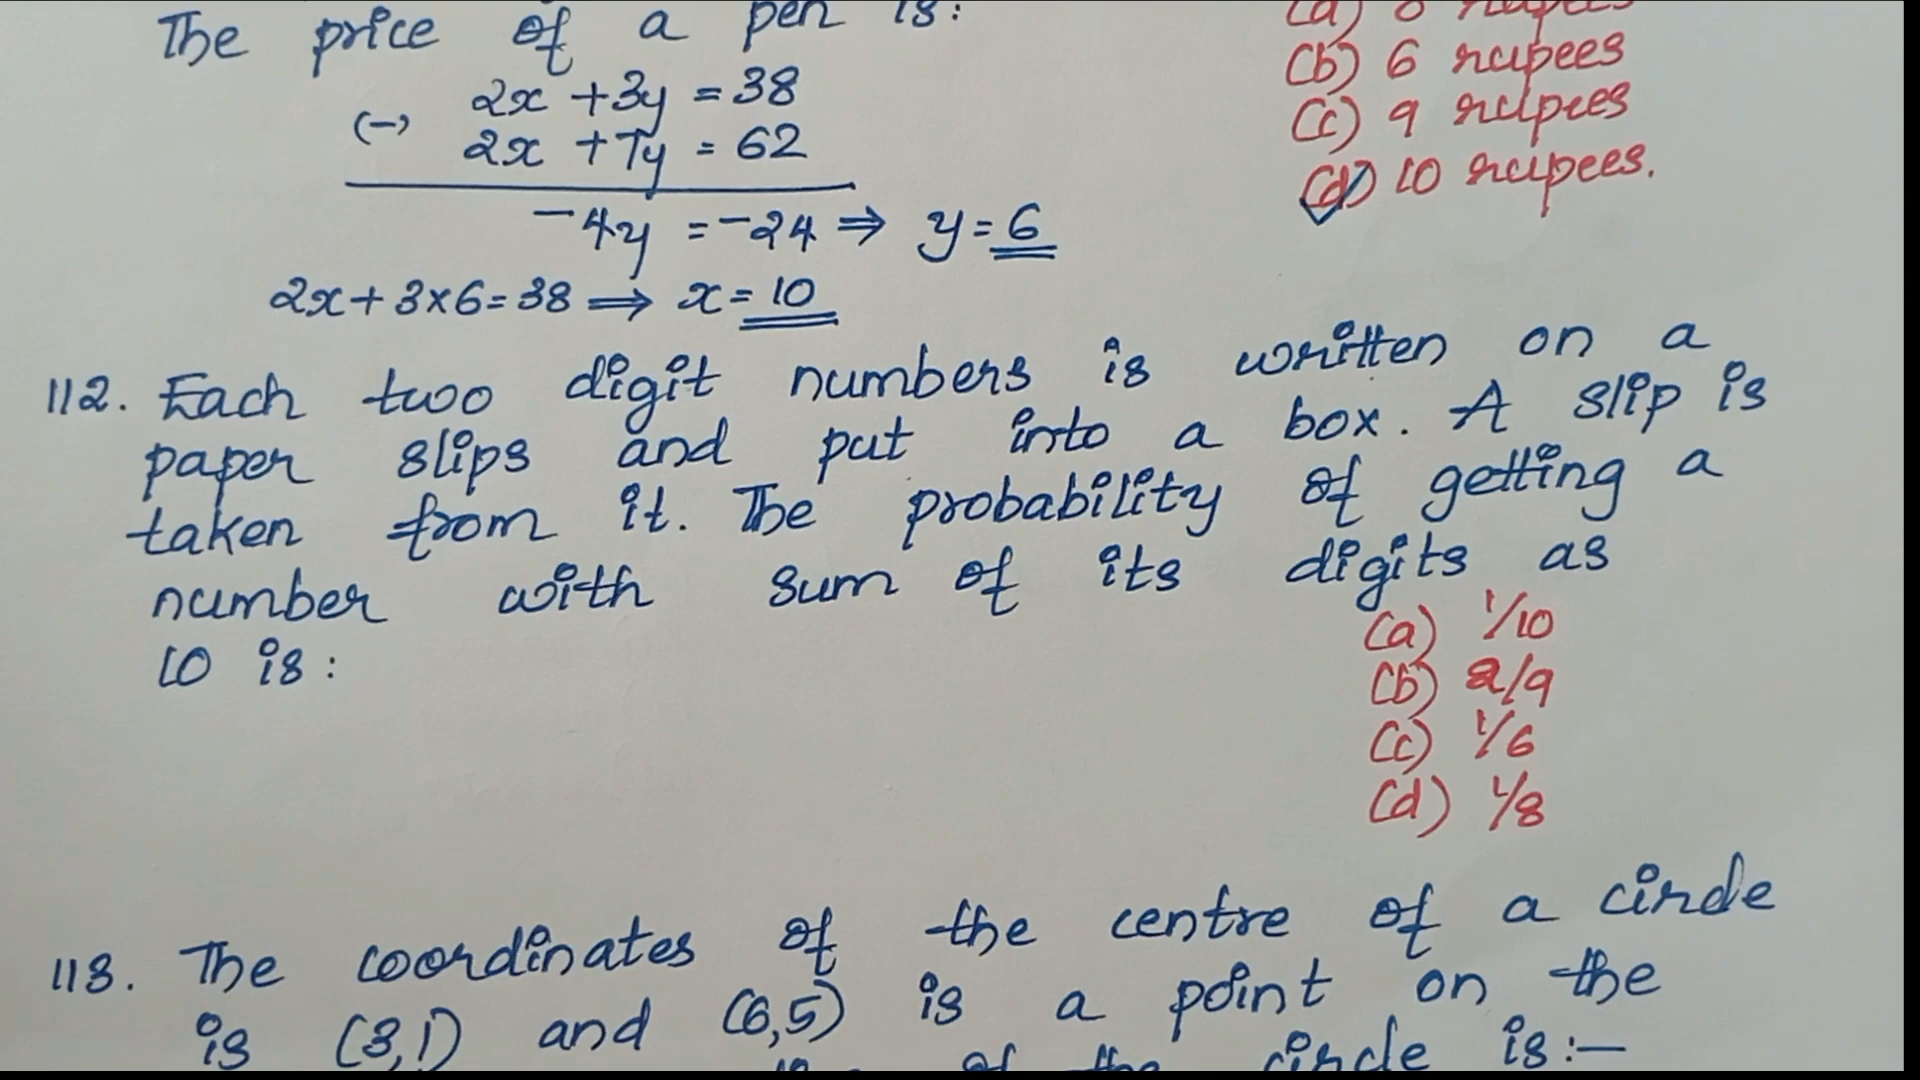 The price of a pen is:
(a) 8 rupees
(b) 6 rupees
(c) 9 rupees
(d) 10 rupees.
2x + 3y = 38
(-)
2x + 7y = 62
-4y = -24 ⇒ y = 6
2x + 3×6 = 38 ⇒ x = 10
112. Each two digit numbers is written on a
paper slips and put into a box. A slip is
taken from it. The probability of getting a
number with sum of its digits as
10 is:
(a) 1/10
(b) 2/9
(c) 1/6
(d) 1/8
113. The coordinates of the centre of a circle
is (3,1) and (6,5) is a point on the
of the circle is:-